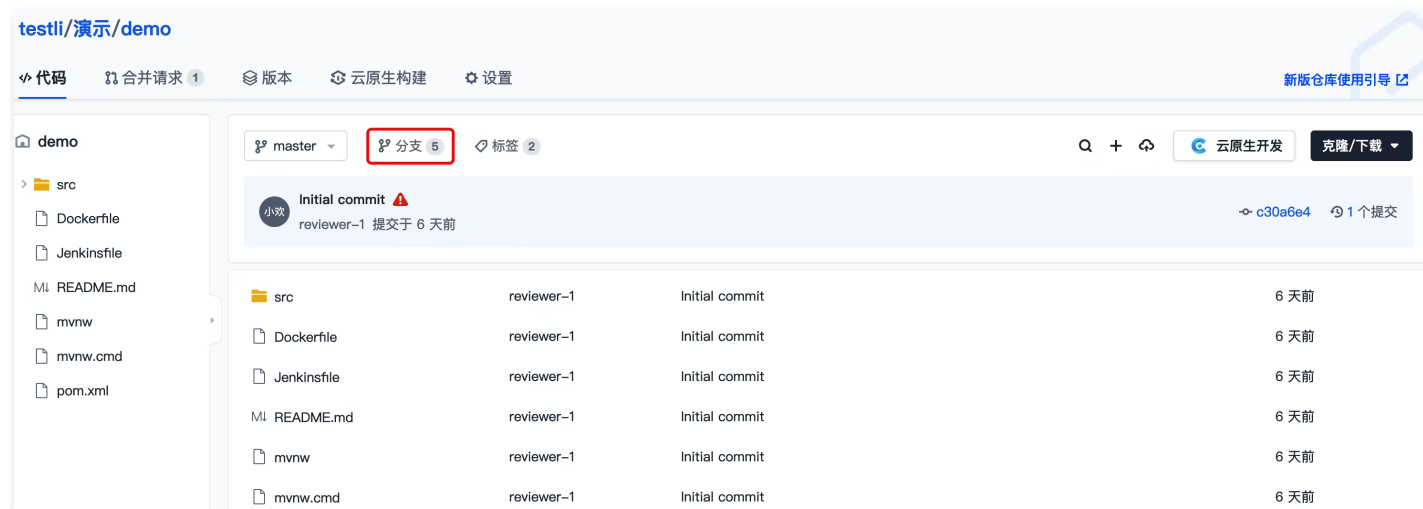 testli/演示/demo
代码 合并请求 1 版本 云原生构建 设置
新版仓库使用引导
demo
src
Dockerfile
Jenkinsfile
M↓ README.md
mvnw
mvnw.cmd
pom.xml
master 分支 5 标签 2 云原生开发 克隆/下载
小欢
Initial commit
reviewer-1 提交于 6 天前
c30a6e4 1 个提交
src reviewer-1 Initial commit 6 天前
Dockerfile reviewer-1 Initial commit 6 天前
Jenkinsfile reviewer-1 Initial commit 6 天前
M↓ README.md reviewer-1 Initial commit 6 天前
mvnw reviewer-1 Initial commit 6 天前
mvnw.cmd reviewer-1 Initial commit 6 天前